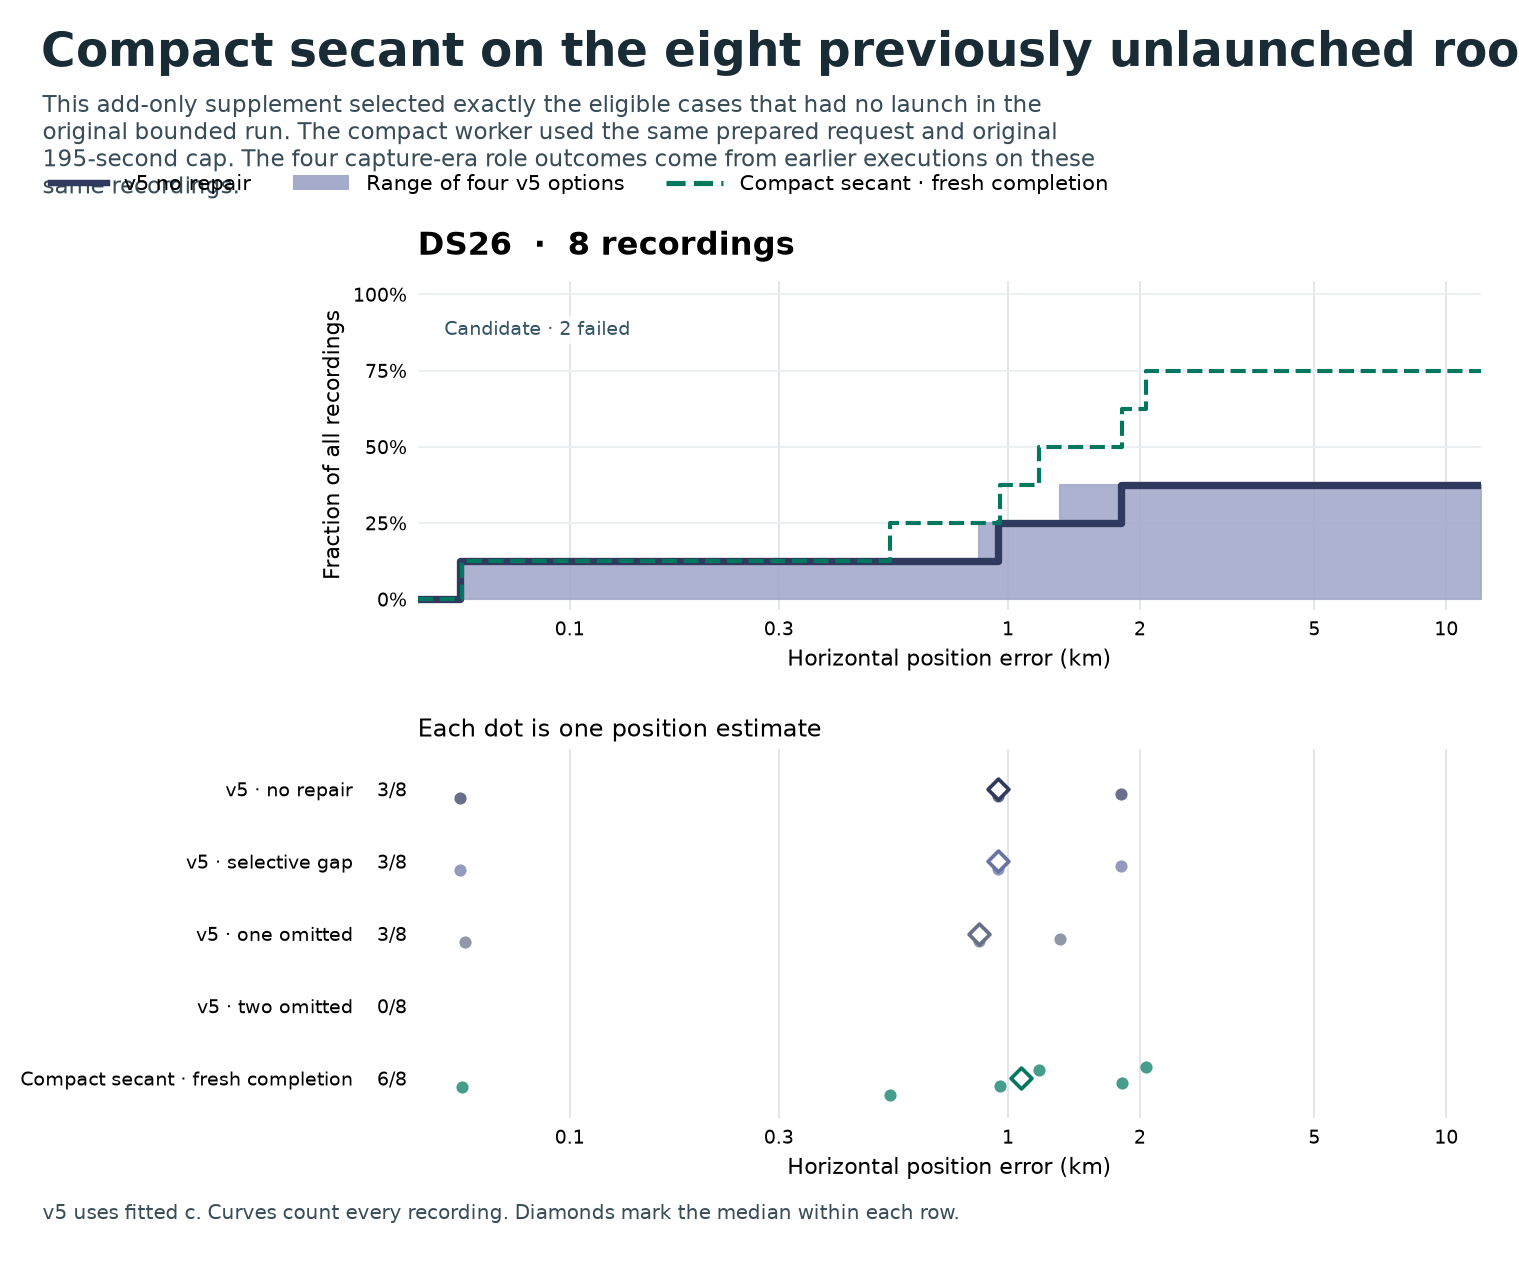 Compact secant on the eight previously unlaunched roo
This add-only supplement selected exactly the eligible cases that had no launch in the
original bounded run. The compact worker used the same prepared request and original
195-second cap. The four capture-era role outcomes come from earlier executions on these
same recordings.
v5 no repair
Range of four v5 options
Compact secant · fresh completion
DS26 · 8 recordings
Fraction of all recordings
100%
Candidate · 2 failed
75%
50%
25%
0%
0.1 0.3 1 2 5 10
Horizontal position error (km)
Each dot is one position estimate
v5 · no repair 3/8
v5 · selective gap 3/8
v5 · one omitted 3/8
v5 · two omitted 0/8
Compact secant · fresh completion 6/8
0.1 0.3 1 2 5 10
Horizontal position error (km)
v5 uses fitted c. Curves count every recording. Diamonds mark the median within each row.